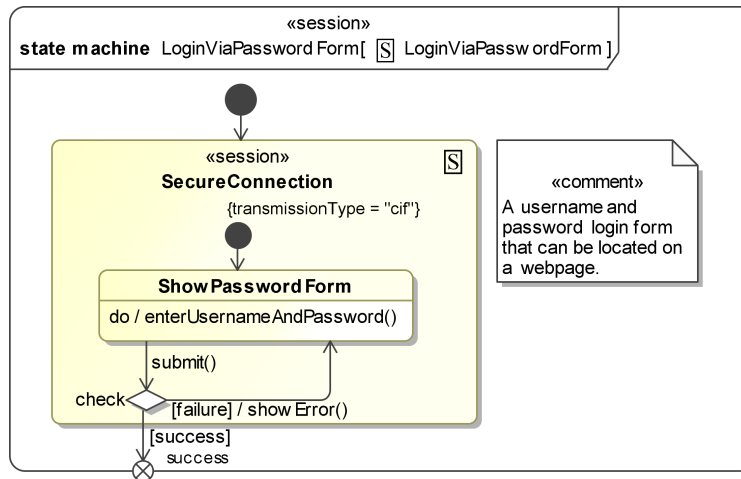 «session»
state machine LoginViaPassword Form[ S LoginViaPasswordForm ]
«session»
S
SecureConnection
{transmissionType = "cif"}
ShowPassword Form
do / enterUsernameAndPassword()
submit()
check
[failure] / show Error()
[success]
success
«comment»
A username and
password login form
that can be located on
a webpage.